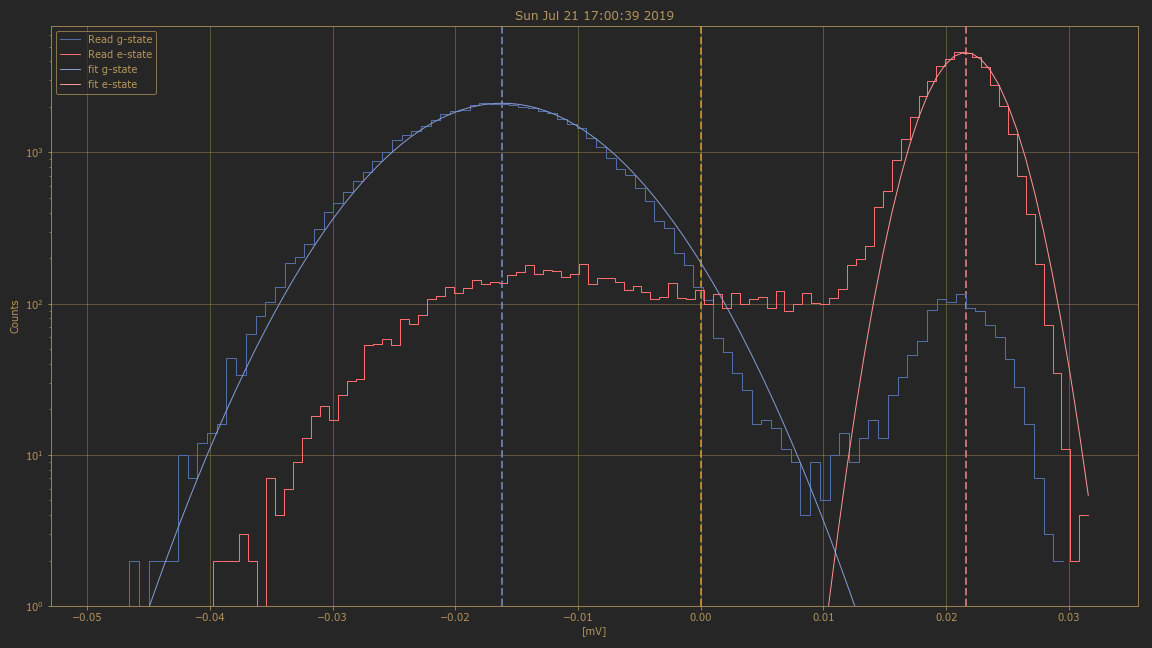 Sun Jul 21 17:00:39 2019
Read g-state
Read e-state
fit g-state
fit e-state
Counts
10³
10²
10¹
10⁰
−0.05 −0.04 −0.03 −0.02 −0.01 0.00 0.01 0.02 0.03
[mV]